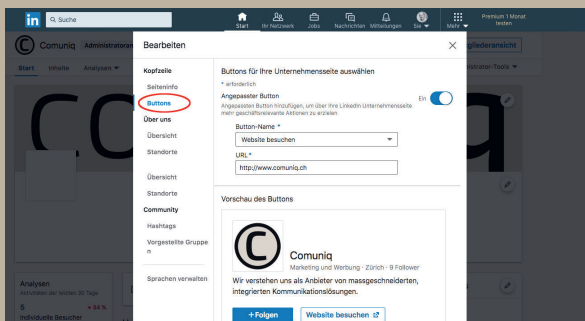 in
Suche
Start
Ihr Netzwerk
Jobs
Nachrichten
Mitteilungen
Sie
Mehr
Premium 1 Monat
testen
Comuniq
Administratoran
gliederansicht
Start
Inhalte
Analysen
nistrator-Tools
Bearbeiten
Kopfzeile
Seiteninfo
Buttons
Über uns
Übersicht
Standorte
Übersicht
Standorte
Community
Hashtags
Vorgestellte Gruppe
n
Sprachen verwalten
Buttons für Ihre Unternehmensseite auswählen
* erforderlich
Angepasster Button
Ein
Angepassten Button hinzufügen, um über Ihre LinkedIn Unternehmensseite
mehr geschäftsrelevante Aktionen zu erzielen.
Button-Name *
Website besuchen
URL*
http://www.comuniq.ch
Vorschau des Buttons
Comuniq
Marketing und Werbung · Zürich · 9 Follower
Wir verstehen uns als Anbieter von massgeschneiderten,
integrierten Kommunikationslösungen.
+ Folgen
Website besuchen
Analysen
Aktivitäten der letzten 30 Tage
Individuelle Besucher